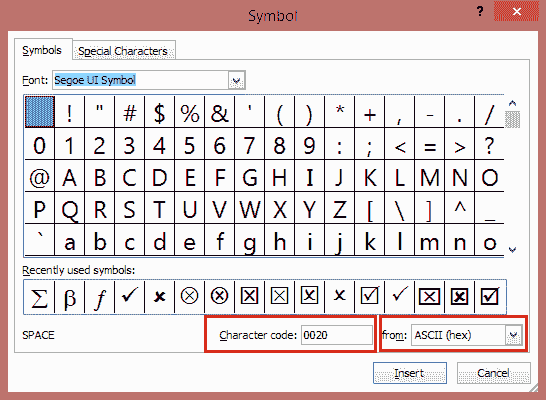 Symbol
? ×
Symbols Special Characters
Font: Segoe UI Symbol
! " # $ % & ' ( ) * + , - . /
0 1 2 3 4 5 6 7 8 9 : ; < = > ?
@ A B C D E F G H I J K L M N O
P Q R S T U V W X Y Z [ \ ] ^ _
` a b c d e f g h i j k l m n o
Recently used symbols:
∑ β ƒ ✓ ✖ ⮾ ⮿ ☒ ☒ ☒ × ☑ ✓ ☒ ☒ ☑
SPACE Character code: 0020 from: ASCII (hex)
Insert Cancel